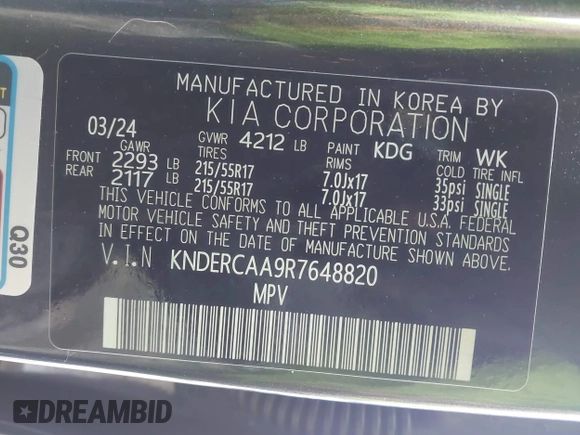 MANUFACTURED IN KOREA BY
KIA CORPORATION
03/24 GVWR 4212 LB PAINT KDG TRIM WK
GAWR TIRES RIMS COLD TIRE INFL
FRONT 2293 LB 215/55R17 7.0Jx17 35psi SINGLE
REAR 2117 LB 215/55R17 7.0Jx17 33psi SINGLE
THIS VEHICLE CONFORMS TO ALL APPLICABLE U.S.A. FEDERAL
MOTOR VEHICLE SAFETY AND THEFT PREVENTION STANDARDS
IN EFFECT ON THE DATE OF MANUFACTURE SHOWN ABOVE.
V.I.N KNDERCAA9R7648820
MPV
Q30
DREAMBID